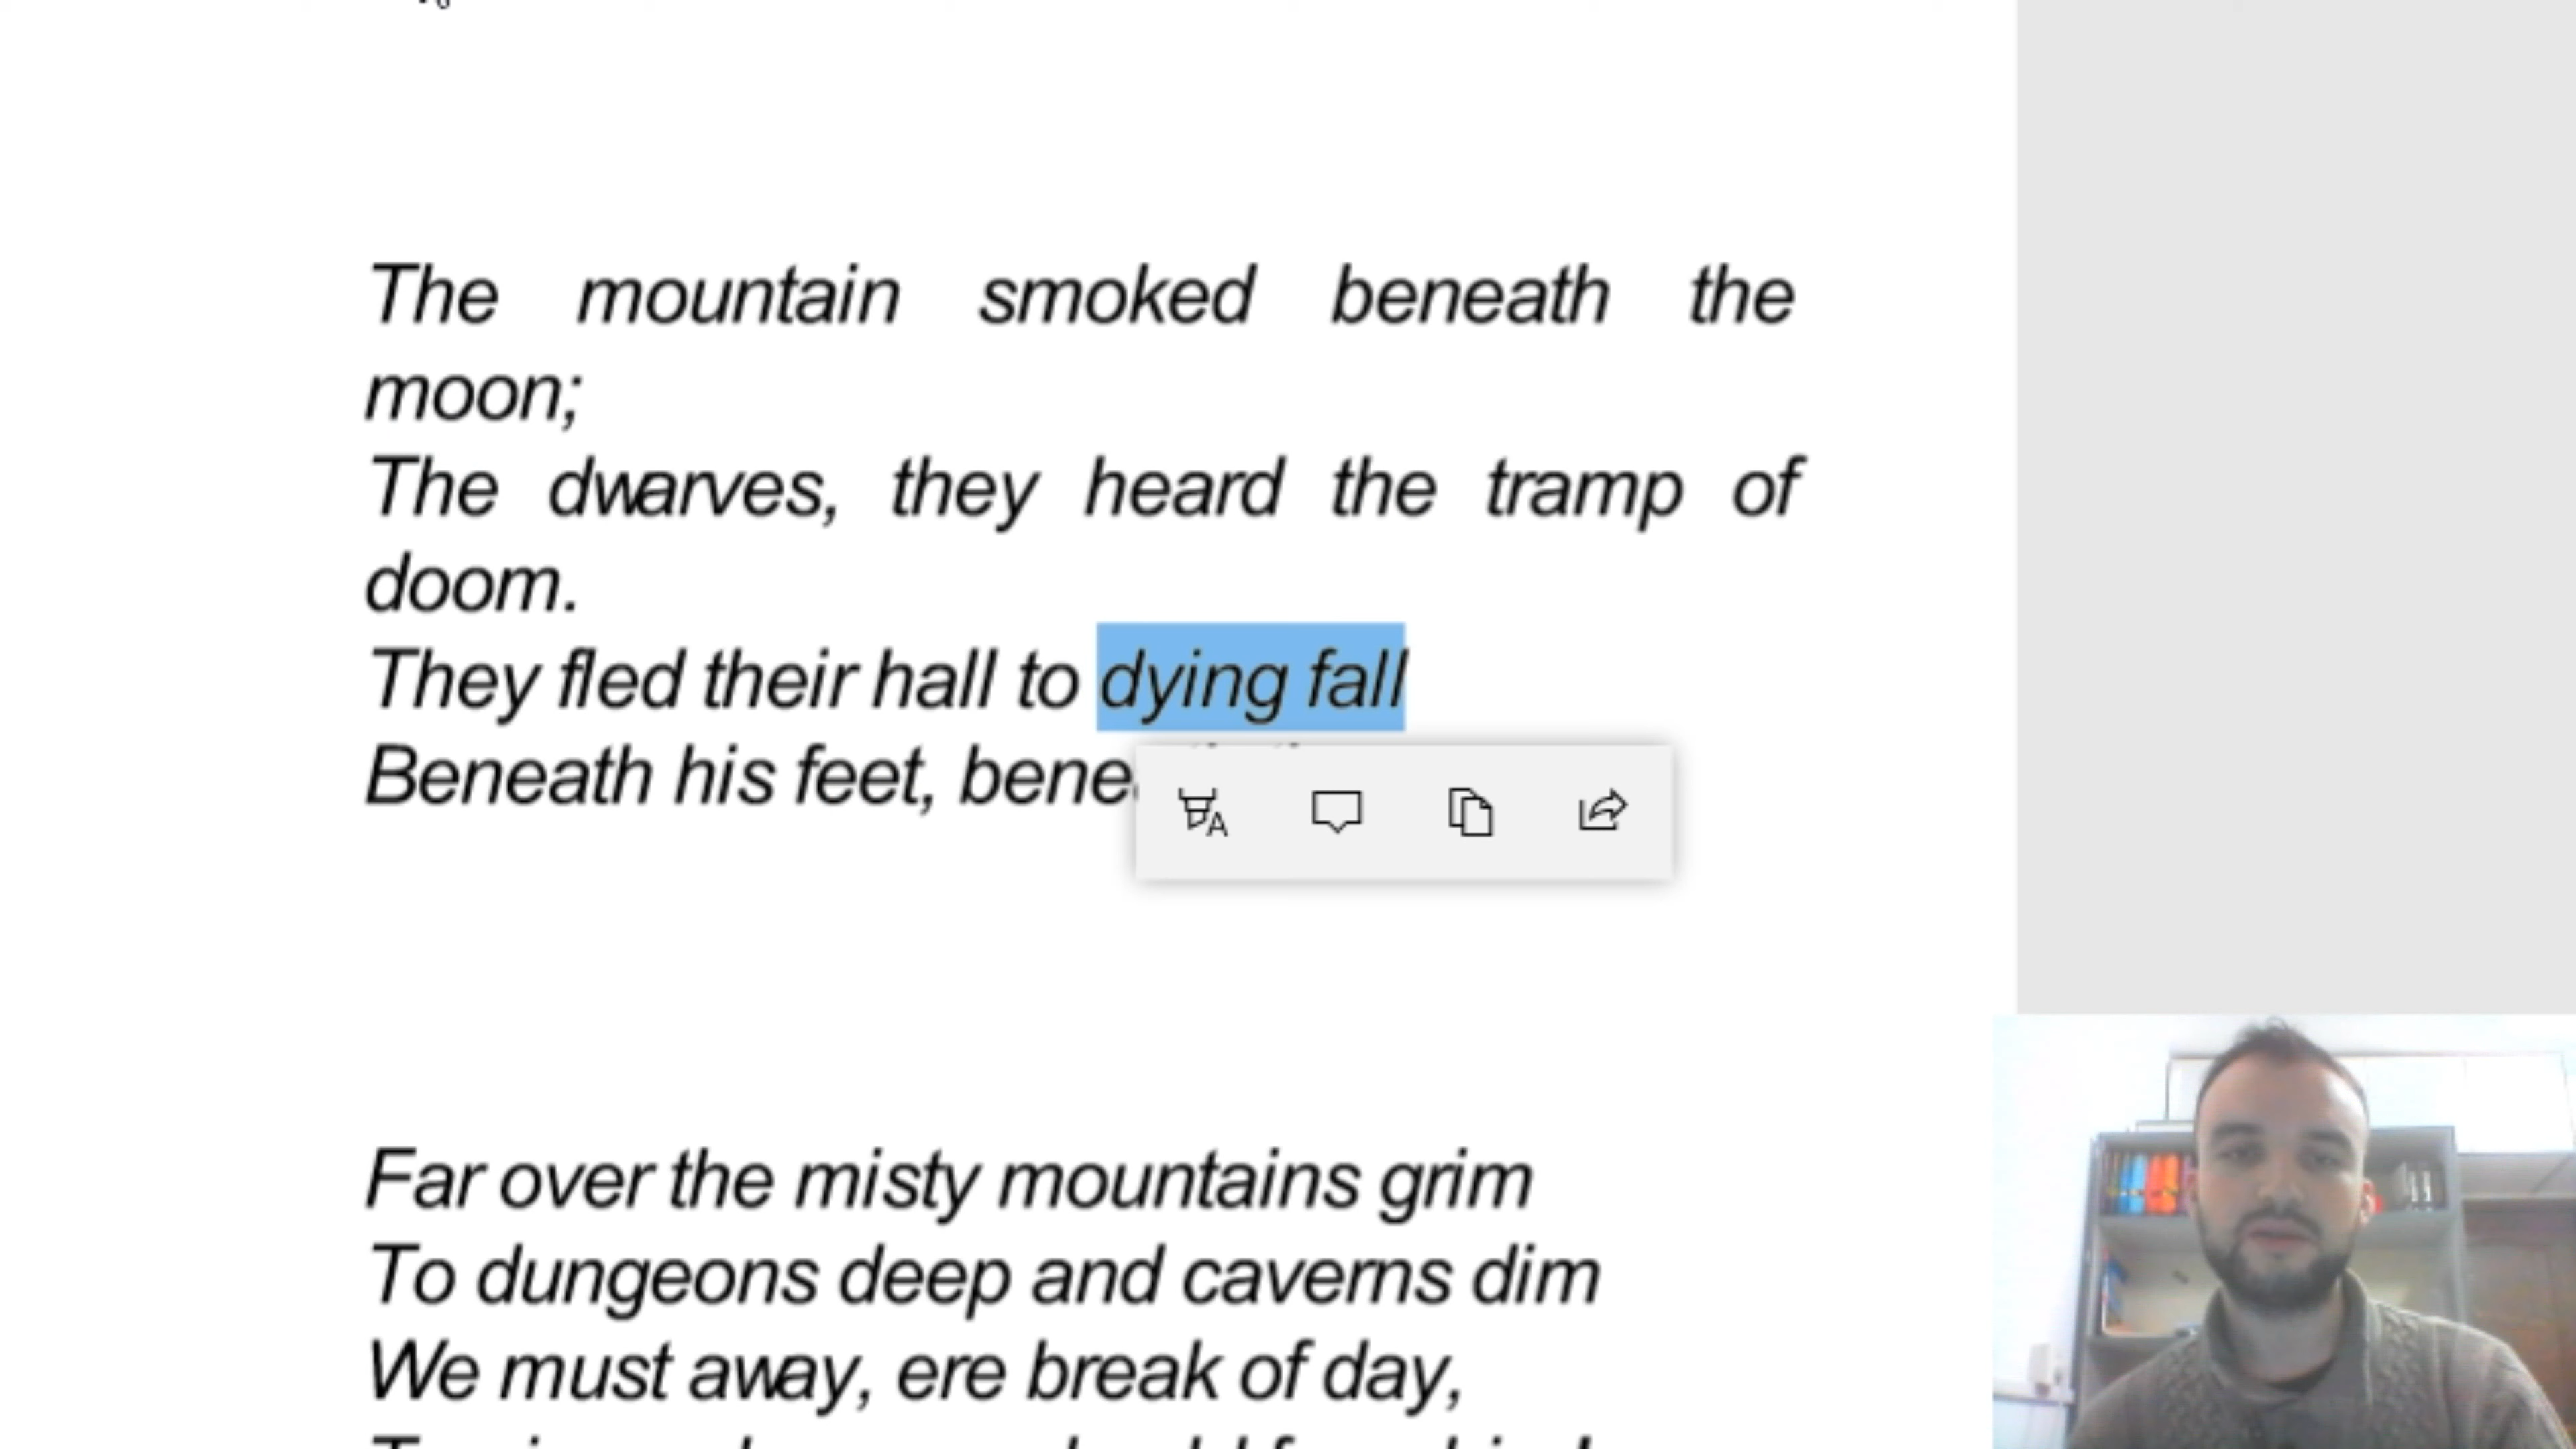 The mountain smoked beneath the
moon;
The dwarves, they heard the tramp of
doom.
They fled their hall to dying fall
Beneath his feet,
Far over the misty mountains grim
To dungeons deep and caverns dim
We must away, ere break of day,